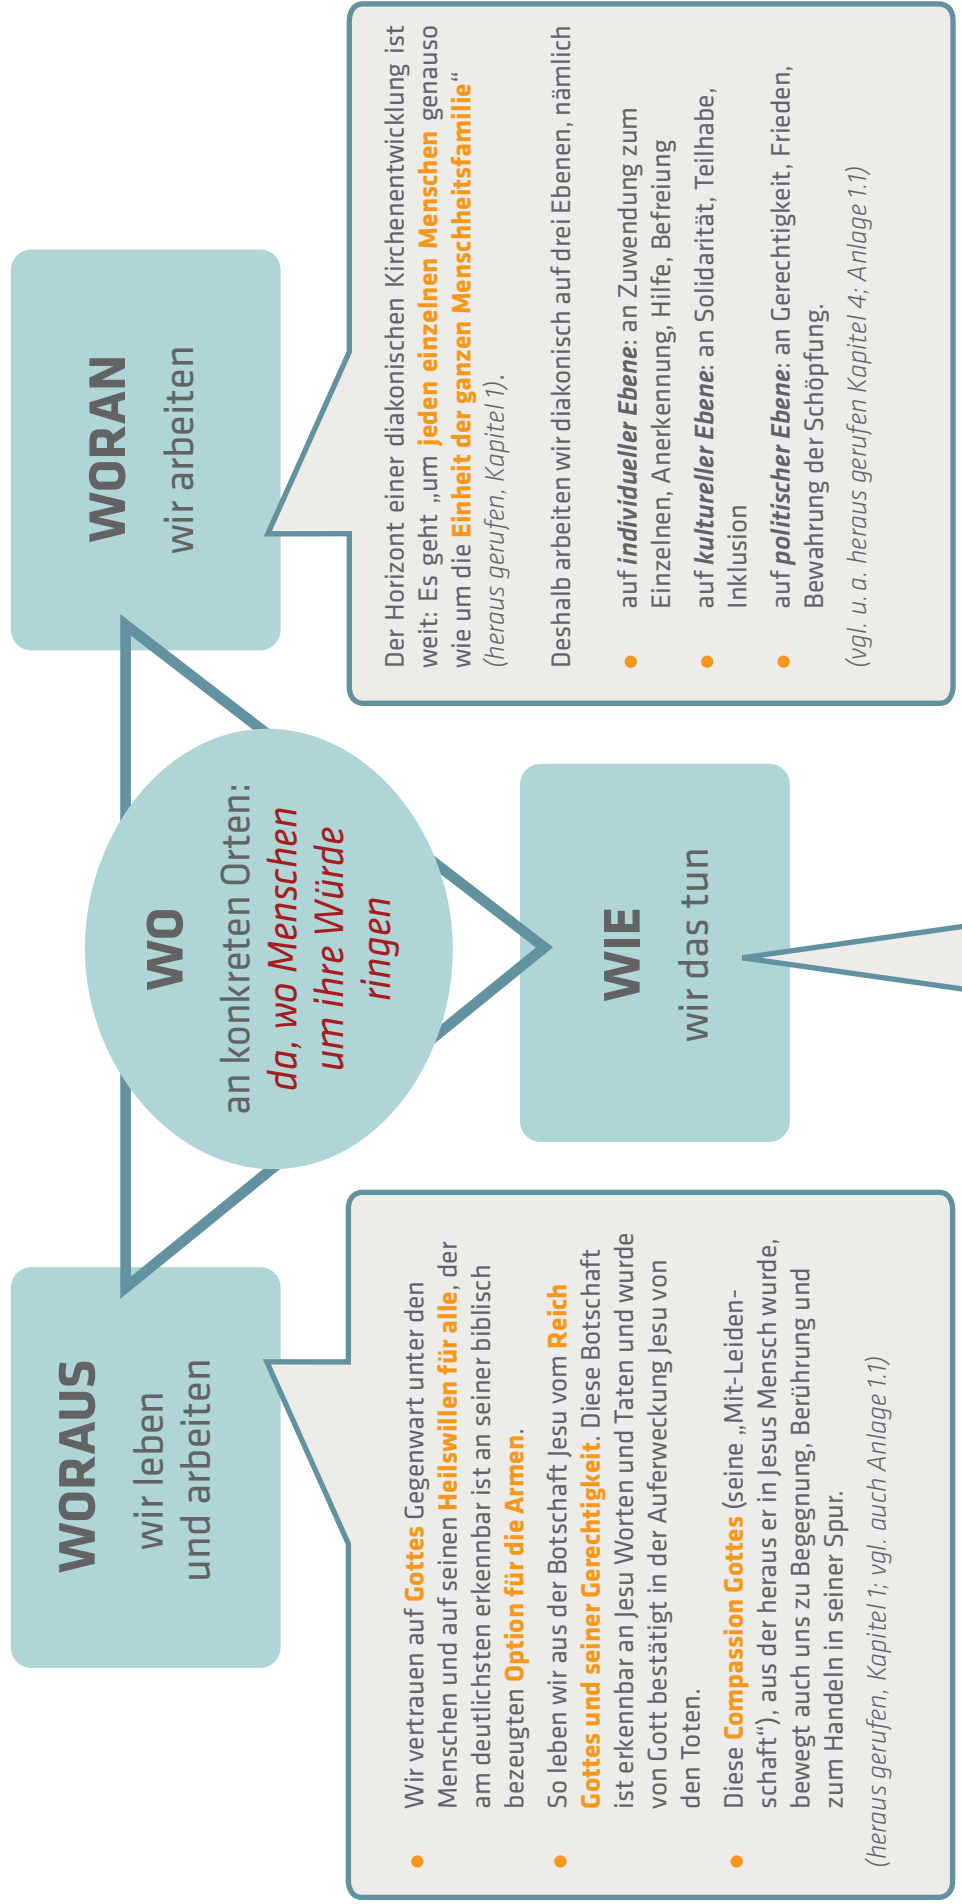 WORAUS
wir leben
und arbeiten
WO
an konkreten Orten:
da, wo Menschen
um ihre Würde
ringen
WORAN
wir arbeiten
WIE
wir das tun
Wir vertrauen auf Gottes Gegenwart unter den
Menschen und auf seinen Heilswillen für alle, der
am deutlichsten erkennbar ist an seiner biblisch
bezeugten Option für die Armen.
So leben wir aus der Botschaft Jesu vom Reich
Gottes und seiner Gerechtigkeit. Diese Botschaft
ist erkennbar an Jesu Worten und Taten und wurde
von Gott bestätigt in der Auferweckung Jesu von
den Toten.
Diese Compassion Gottes (seine „Mit-Leiden-
schaft“), aus der heraus er in Jesus Mensch wurde,
bewegt auch uns zu Begegnung, Berührung und
zum Handeln in seiner Spur.
(heraus gerufen, Kapitel 1; vgl. auch Anlage 1.1)
Der Horizont einer diakonischen Kirchenentwicklung ist
weit: Es geht „um jeden einzelnen Menschen genauso
wie um die Einheit der ganzen Menschheitsfamilie“
(heraus gerufen, Kapitel 1).
Deshalb arbeiten wir diakonisch auf drei Ebenen, nämlich
auf individueller Ebene: an Zuwendung zum
Einzelnen, Anerkennung, Hilfe, Befreiung
auf kultureller Ebene: an Solidarität, Teilhabe,
Inklusion
auf politischer Ebene: an Gerechtigkeit, Frieden,
Bewahrung der Schöpfung.
(vgl. u. a. heraus gerufen Kapitel 4; Anlage 1.1)